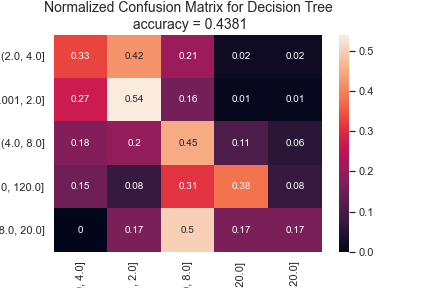 Normalized Confusion Matrix for Decision Tree
accuracy = 0.4381
(2.0, 4.0] 0.33 0.42 0.21 0.02 0.02
.001, 2.0] 0.27 0.54 0.16 0.01 0.01
(4.0, 8.0] 0.18 0.2 0.45 0.11 0.06
0, 120.0] 0.15 0.08 0.31 0.38 0.08
8.0, 20.0] 0 0.17 0.5 0.17 0.17
, 4.0] , 2.0] , 8.0] 20.0] 20.0]
0.5
0.4
0.3
0.2
0.1
0.0